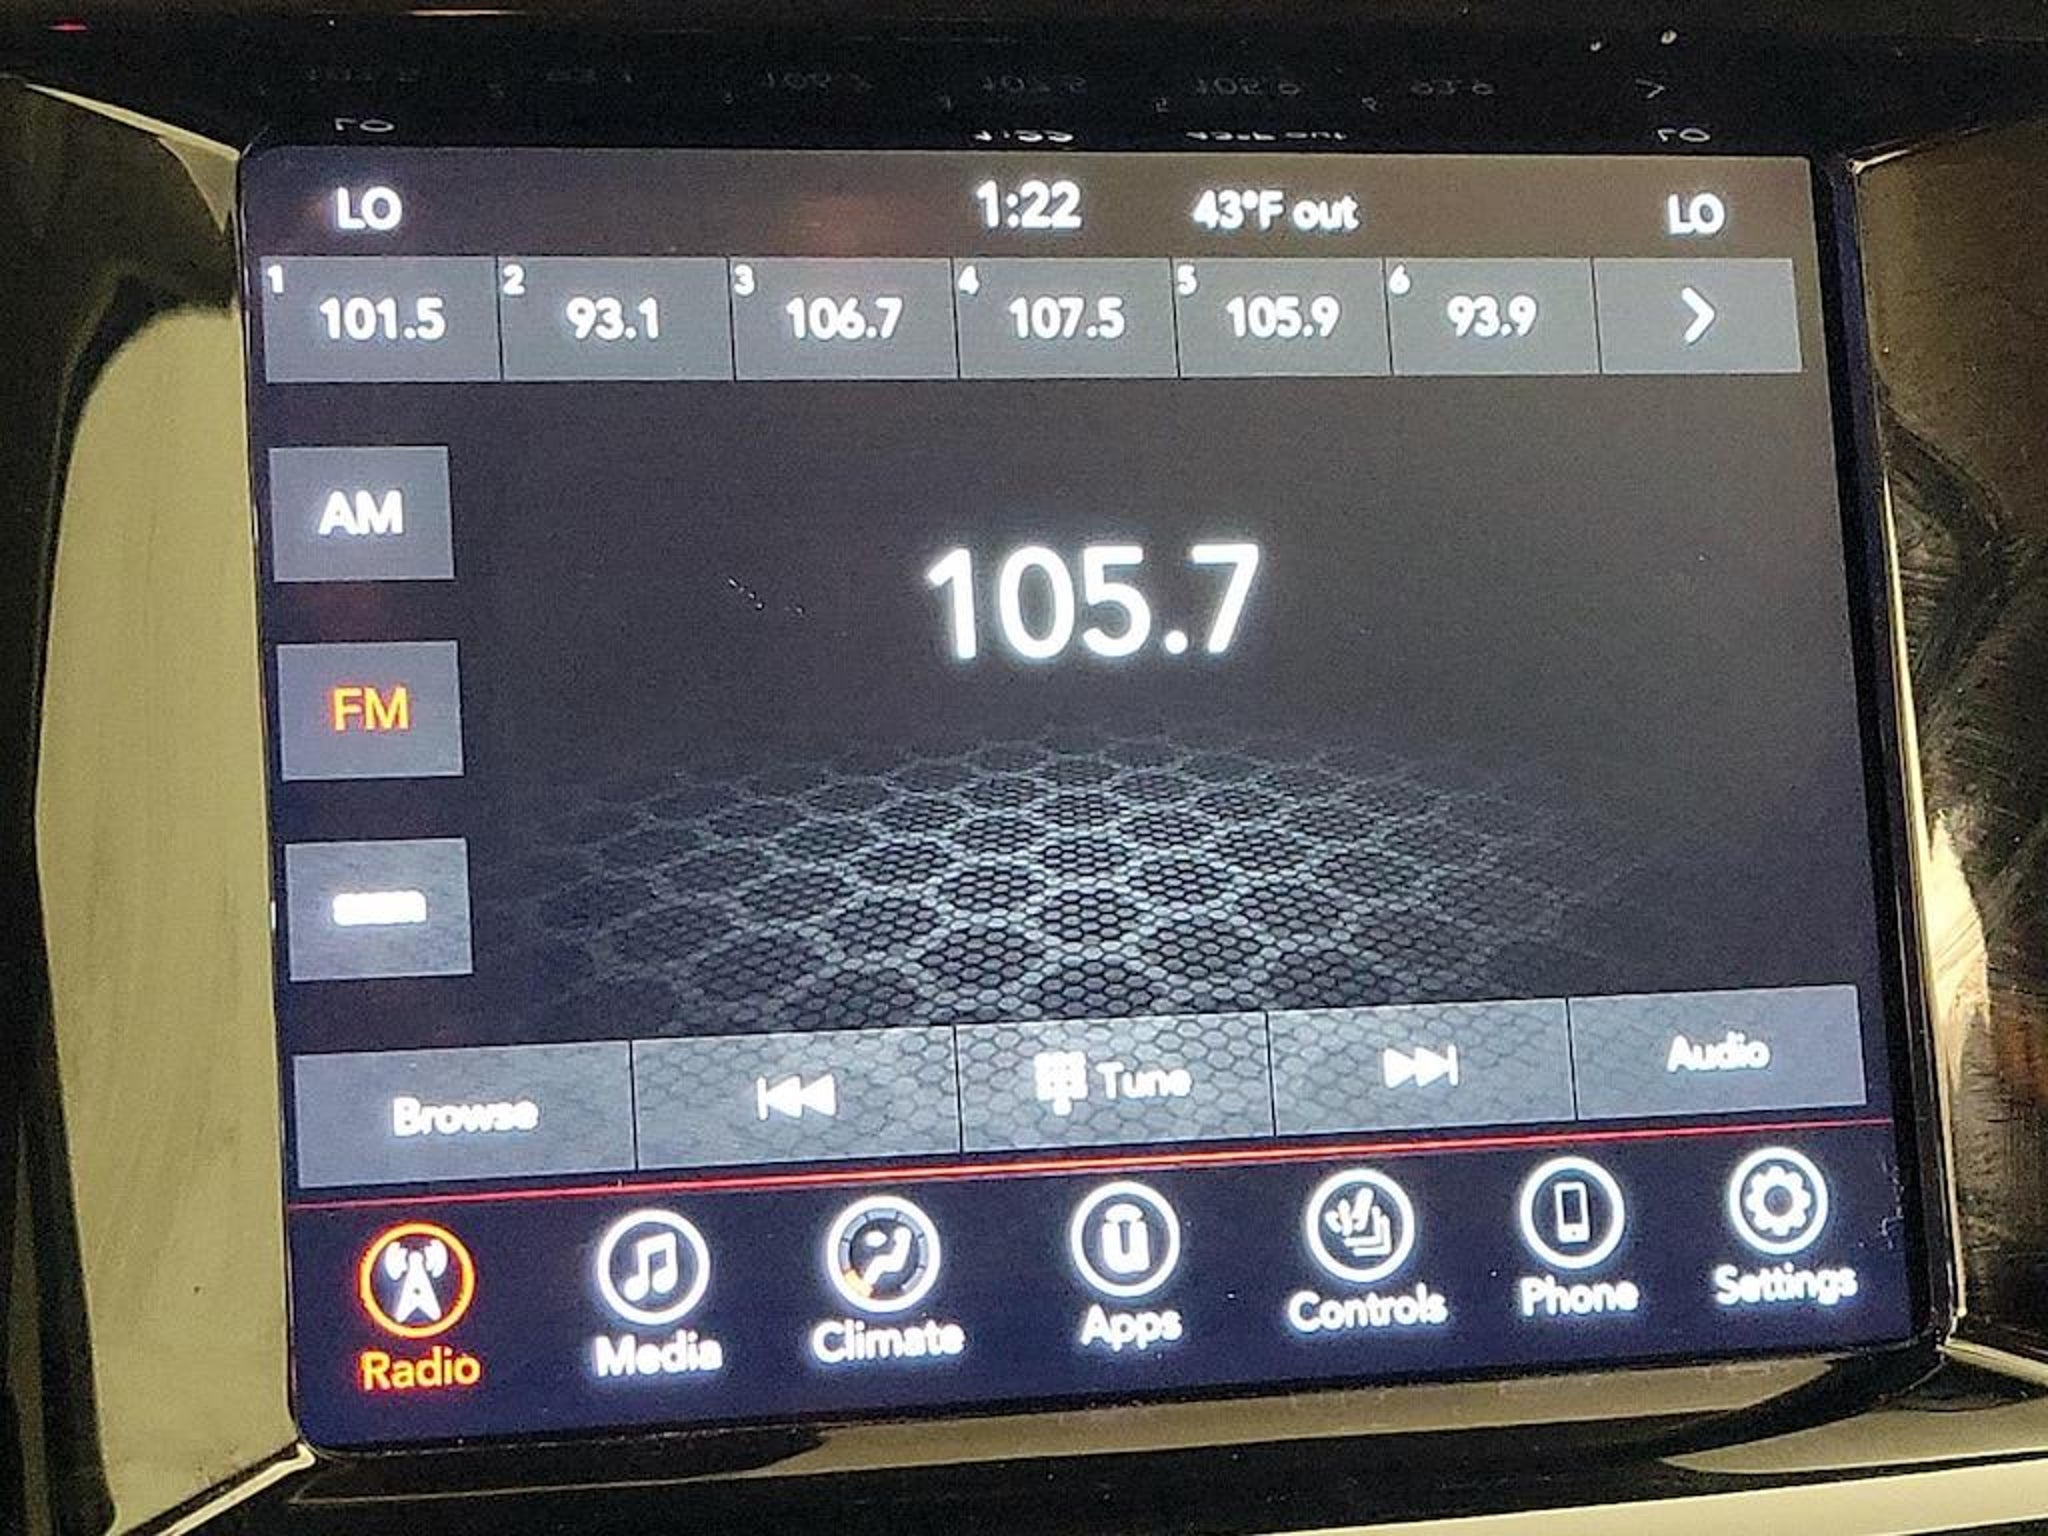 LO 1:22 43°F out LO
1 101.5 2 93.1 3 106.7 4 107.5 5 105.9 6 93.9
AM
105.7
FM
Browse Tune Audio
Radio Media Climate Apps Controls Phone Settings